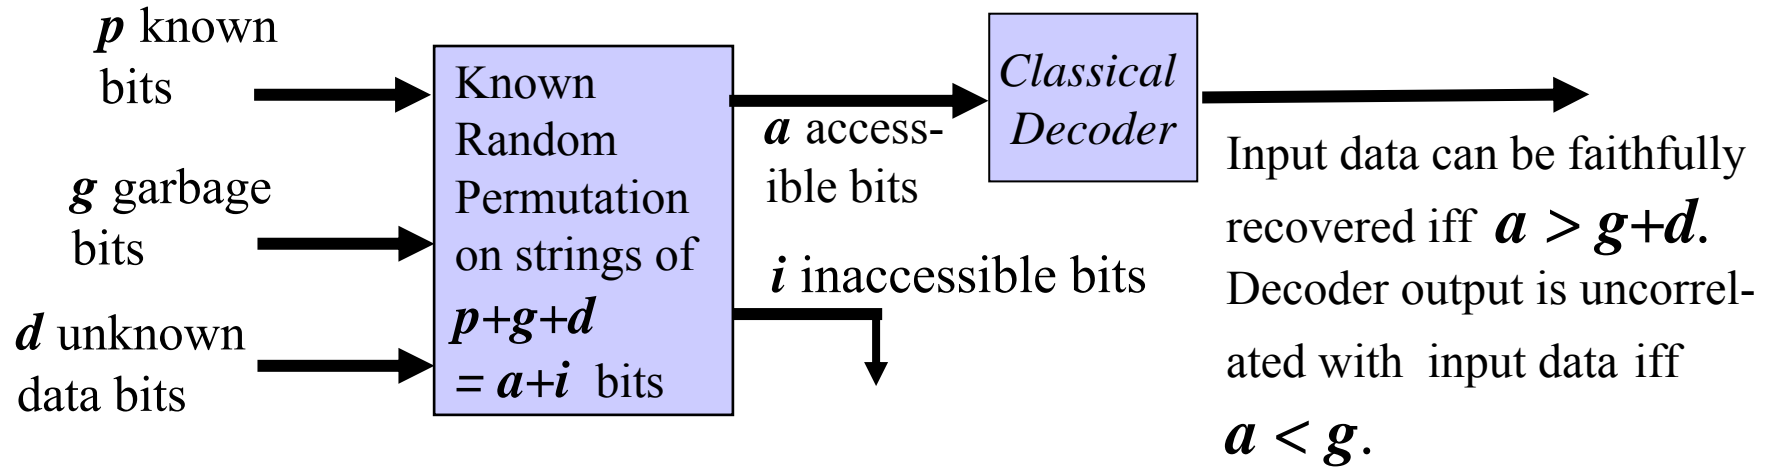 p known
bits
g garbage
bits
d unknown
data bits
Known
Random
Permutation
on strings of
p+g+d
= a+i bits
a access-
ible bits
i inaccessible bits
Classical
Decoder
Input data can be faithfully
recovered iff a > g+d.
Decoder output is uncorrel-
ated with input data iff
a < g.